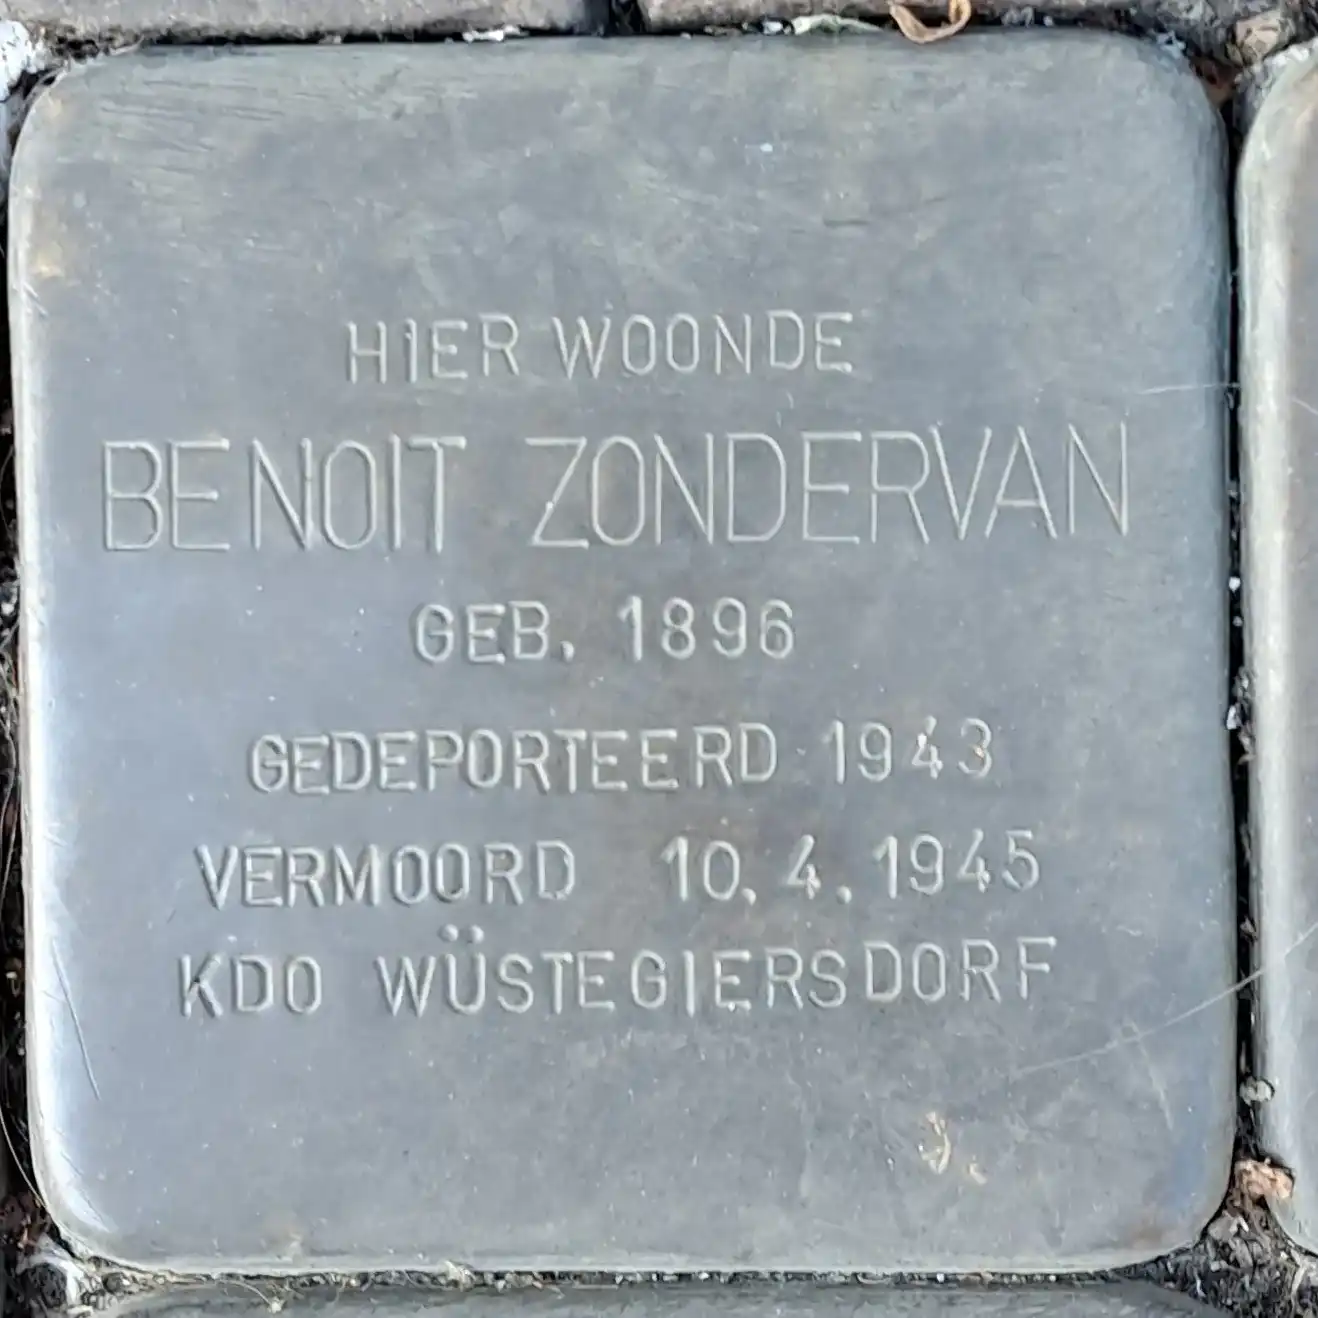 HIER WOONDE
BENOIT ZONDERVAN
GEB. 1896
GEDEPORTEERD 1943
VERMOORD 10.4.1945
KDO WÜSTEGIERSDORF